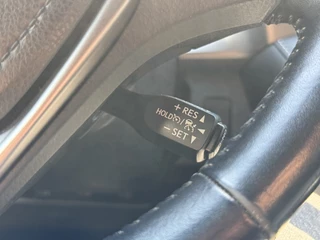 + RES ▲
HOLD(⏲)/ ◄
− SET ▼